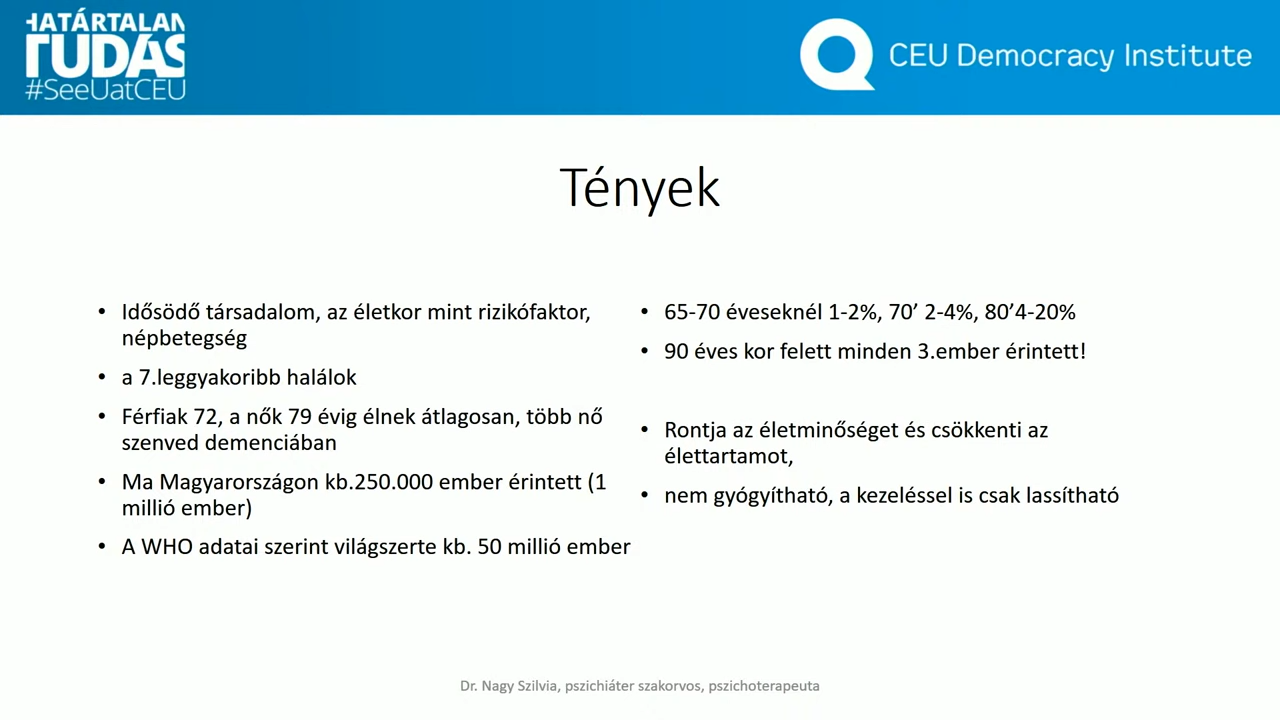 HATÁRTALAN
TUDÁS
#SeeUatCEU
CEU Democracy Institute
Tények
• Idősödő társadalom, az életkor mint rizikófaktor,
népbetegség
• a 7.leggyakoribb halálok
• Férfiak 72, a nők 79 évig élnek átlagosan, több nő
szenved demenciában
• Ma Magyarországon kb.250.000 ember érintett (1
millió ember)
• A WHO adatai szerint világszerte kb. 50 millió ember
• 65-70 éveseknél 1-2%, 70’ 2-4%, 80’4-20%
• 90 éves kor felett minden 3.ember érintett!
• Rontja az életminőséget és csökkenti az
élettartamot,
• nem gyógyítható, a kezeléssel is csak lassítható
Dr. Nagy Szilvia, pszichiáter szakorvos, pszichoterapeuta